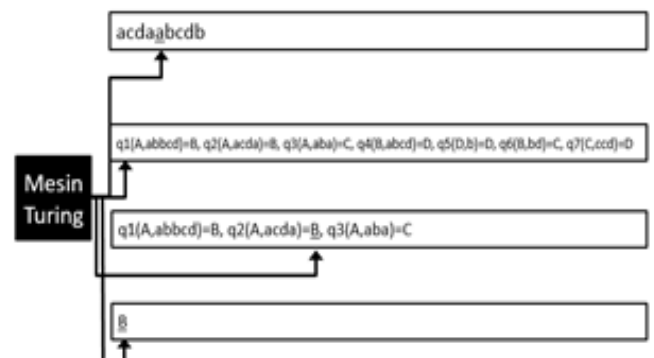 acdaabcdb
q1(A,abbcd)=B, q2(A,acda)=B, q3(A,aba)=C, q4(B,abcd)=D, q5(D,b)=D, q6(B,bd)=C, q7(C,ccd)=D
Mesin
Turing
q1(A,abbcd)=B, q2(A,acda)=B, q3(A,aba)=C
B